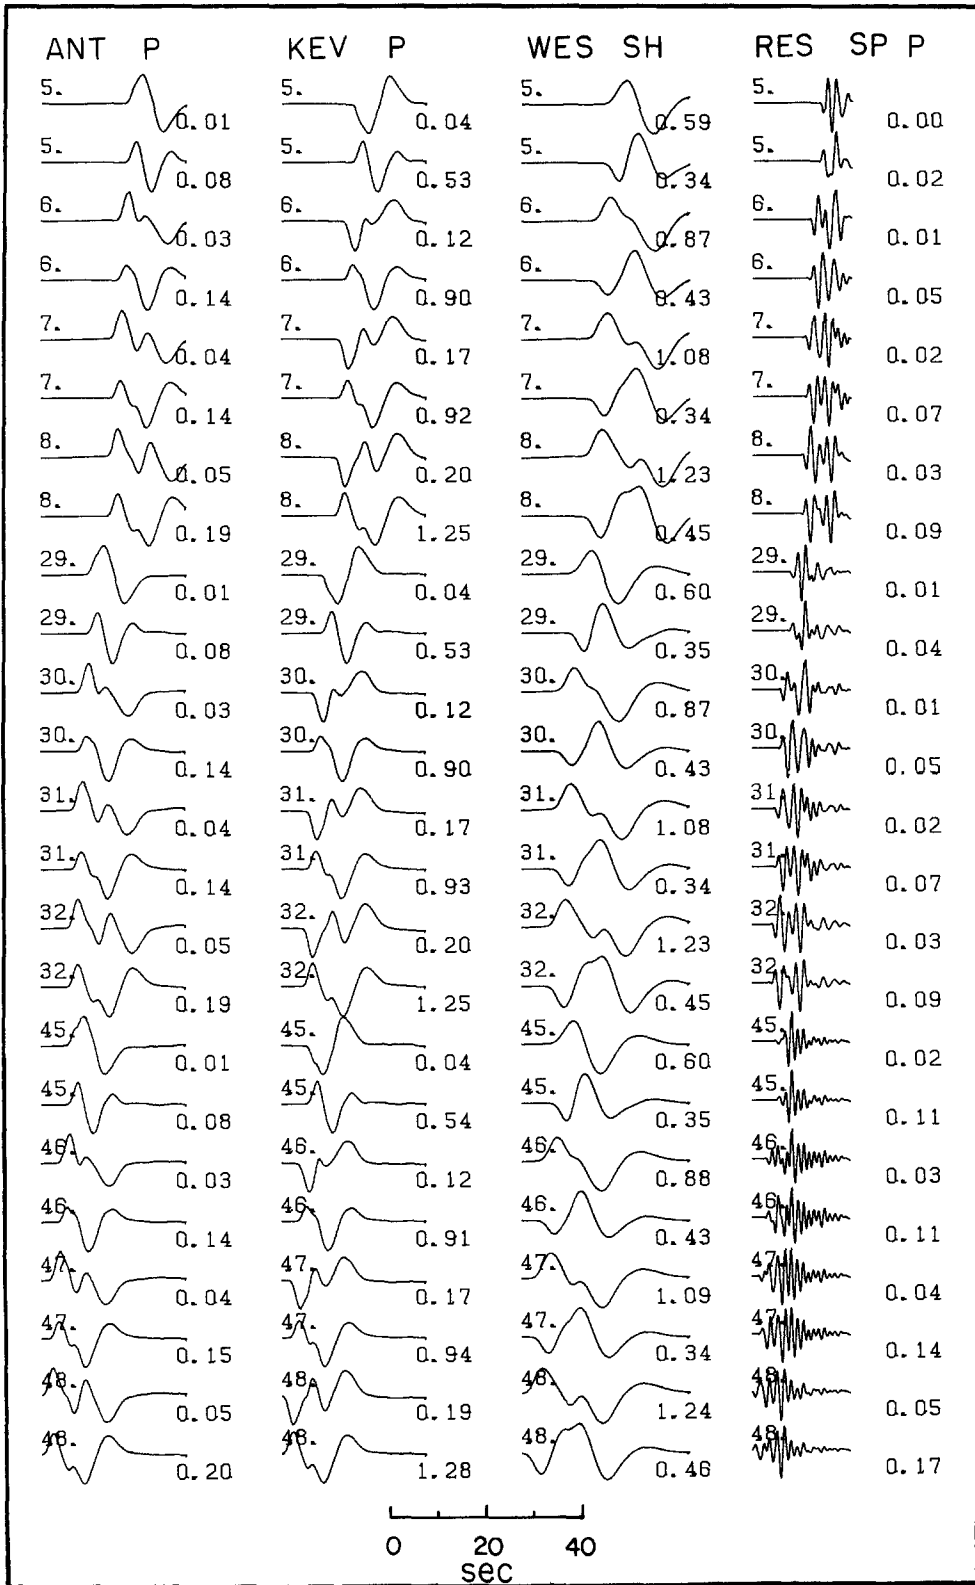 ANT P KEV P WES SH RES SP P
5. 0.01 5. 0.04 5. 0.59 5. 0.00
5. 0.08 5. 0.53 5. 0.34 5. 0.02
6. 0.03 6. 0.12 6. 0.87 6. 0.01
6. 0.14 6. 0.90 6. 0.43 6. 0.05
7. 0.04 7. 0.17 7. 1.08 7. 0.02
7. 0.14 7. 0.92 7. 0.34 7. 0.07
8. 0.05 8. 0.20 8. 1.23 8. 0.03
8. 0.19 8. 1.25 8. 0.45 8. 0.09
29. 0.01 29. 0.04 29. 0.60 29. 0.01
29. 0.08 29. 0.53 29. 0.35 29. 0.04
30. 0.03 30. 0.12 30. 0.87 30. 0.01
30. 0.14 30. 0.90 30. 0.43 30. 0.05
31. 0.04 31. 0.17 31. 1.08 31. 0.02
31. 0.14 31. 0.93 31. 0.34 31. 0.07
32. 0.05 32. 0.20 32. 1.23 32. 0.03
32. 0.19 32. 1.25 32. 0.45 32. 0.09
45. 0.01 45. 0.04 45. 0.60 45. 0.02
45. 0.08 45. 0.54 45. 0.35 45. 0.11
46. 0.03 46. 0.12 46. 0.88 46. 0.03
46. 0.14 46. 0.91 46. 0.43 46. 0.11
47. 0.04 47. 0.17 47. 1.09 47. 0.04
47. 0.15 47. 0.94 47. 0.34 47. 0.14
48. 0.05 48. 0.19 48. 1.24 48. 0.05
48. 0.20 48. 1.28 48. 0.46 48. 0.17
0 20 40
sec